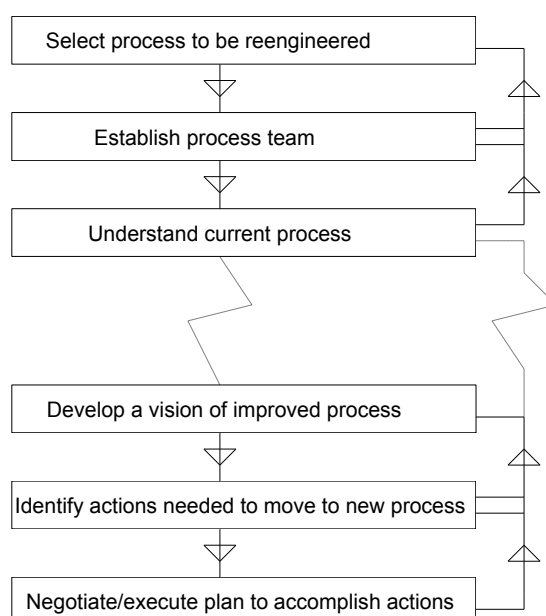 Select process to be reengineered
Establish process team
Understand current process
Develop a vision of improved process
Identify actions needed to move to new process
Negotiate/execute plan to accomplish actions